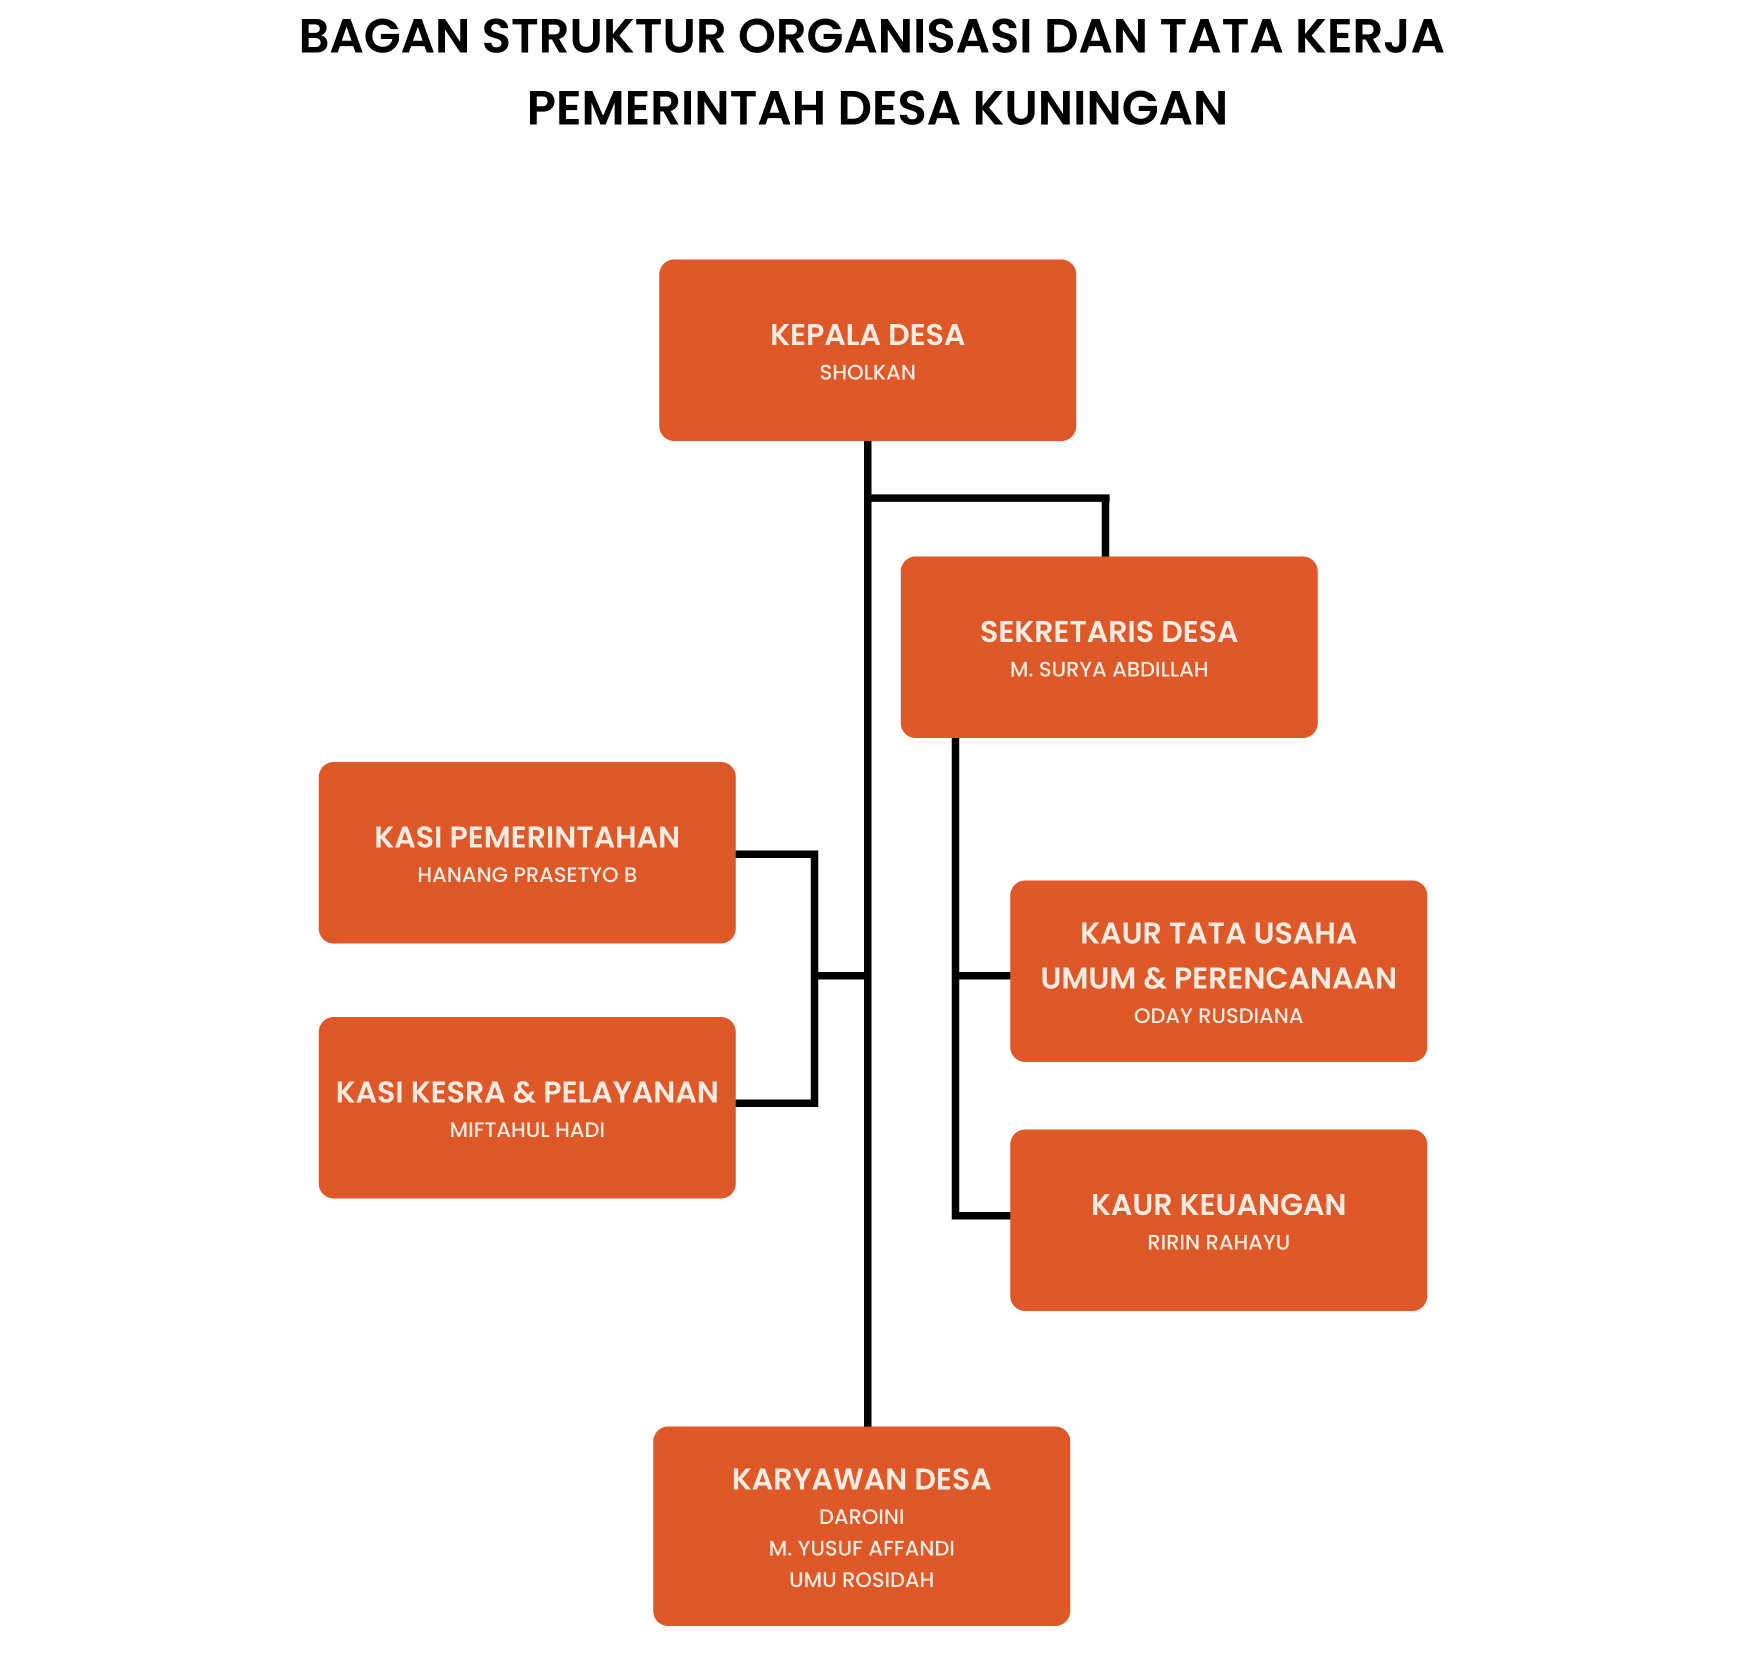 BAGAN STRUKTUR ORGANISASI DAN TATA KERJA
PEMERINTAH DESA KUNINGAN
KEPALA DESA
SHOLKAN
SEKRETARIS DESA
M. SURYA ABDILLAH
KASI PEMERINTAHAN
HANANG PRASETYO B
KAUR TATA USAHA
UMUM & PERENCANAAN
ODAY RUSDIANA
KASI KESRA & PELAYANAN
MIFTAHUL HADI
KAUR KEUANGAN
RIRIN RAHAYU
KARYAWAN DESA
DAROINI
M. YUSUF AFFANDI
UMU ROSIDAH